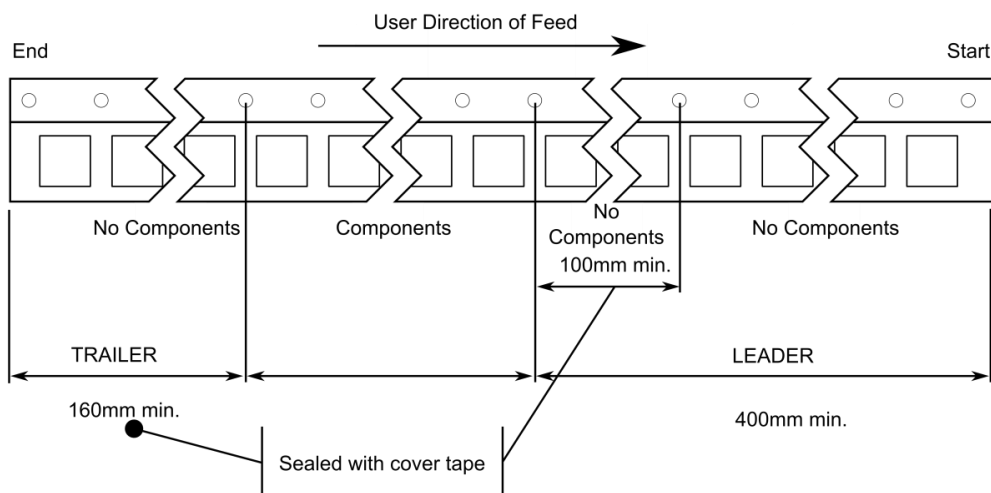 User Direction of Feed
End
Start
No Components
Components
No
Components
100mm min.
No Components
TRAILER
LEADER
160mm min.
400mm min.
Sealed with cover tape